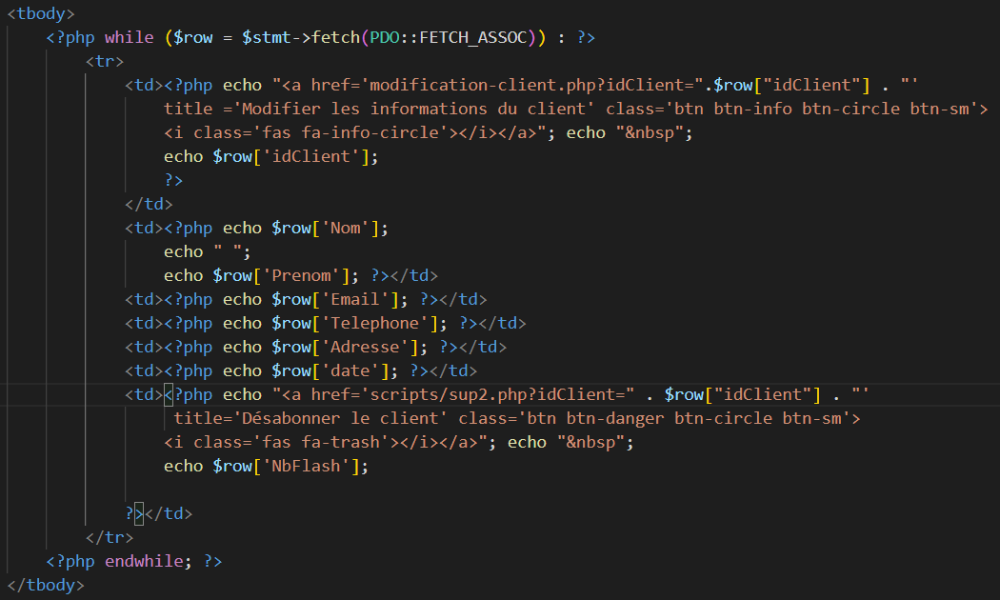 <tbody>
<?php while ($row = $stmt->fetch(PDO::FETCH_ASSOC)) : ?>
<tr>
<td><?php echo "<a href='modification-client.php?idClient=".$row["idClient"] . "'
title ='Modifier les informations du client' class='btn btn-info btn-circle btn-sm'>
<i class='fas fa-info-circle'></i></a>"; echo "&nbsp";
echo $row['idClient'];
?>
</td>
<td><?php echo $row['Nom'];
echo " ";
echo $row['Prenom']; ?></td>
<td><?php echo $row['Email']; ?></td>
<td><?php echo $row['Telephone']; ?></td>
<td><?php echo $row['Adresse']; ?></td>
<td><?php echo $row['date']; ?></td>
<td><?php echo "<a href='scripts/sup2.php?idClient=" . $row["idClient"] . "'
title='Désabonner le client' class='btn btn-danger btn-circle btn-sm'>
<i class='fas fa-trash'></i></a>"; echo "&nbsp";
echo $row['NbFlash'];
?></td>
</tr>
<?php endwhile; ?>
</tbody>